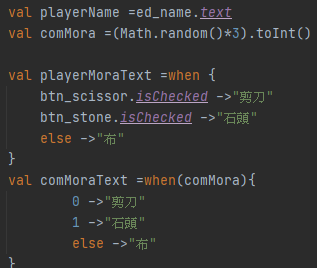 val playerName =ed_name.text
val comMora =(Math.random()*3).toInt()
val playerMoraText =when {
btn_scissor.isChecked ->"剪刀"
btn_stone.isChecked ->"石頭"
else ->"布"
}
val comMoraText =when(comMora){
0 ->"剪刀"
1 ->"石頭"
else ->"布"
}